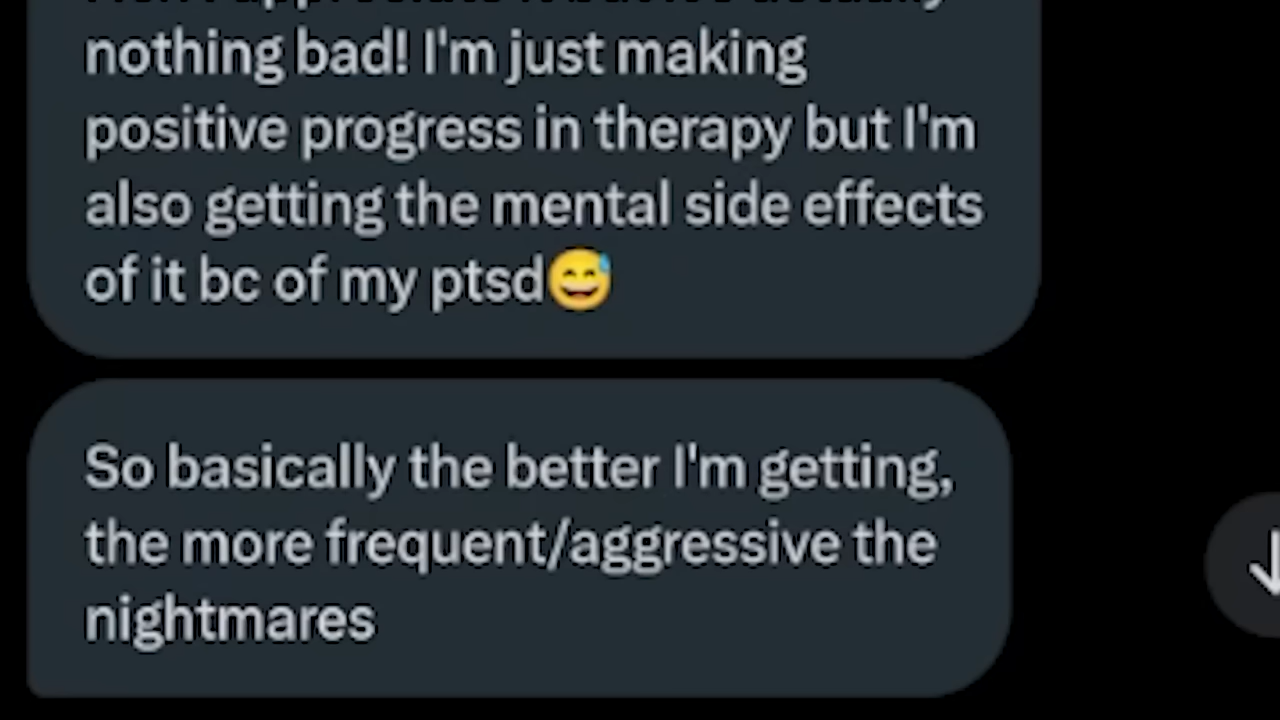 nothing bad! I'm just making
positive progress in therapy but I'm
also getting the mental side effects
of it bc of my ptsd😅
So basically the better I'm getting,
the more frequent/aggressive the
nightmares